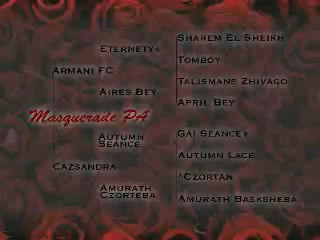 Sharem El Sheikh
Eternety+
Tomboy
Armani FC
Talismans Zhivago
Aires Bey
April Bey
Masquerade PA
Autumn
Seance
Gai Seance+
Autumn Lace
Cazsandra
*Czortan
Amurath
Czorteba
Amurath Basksheba